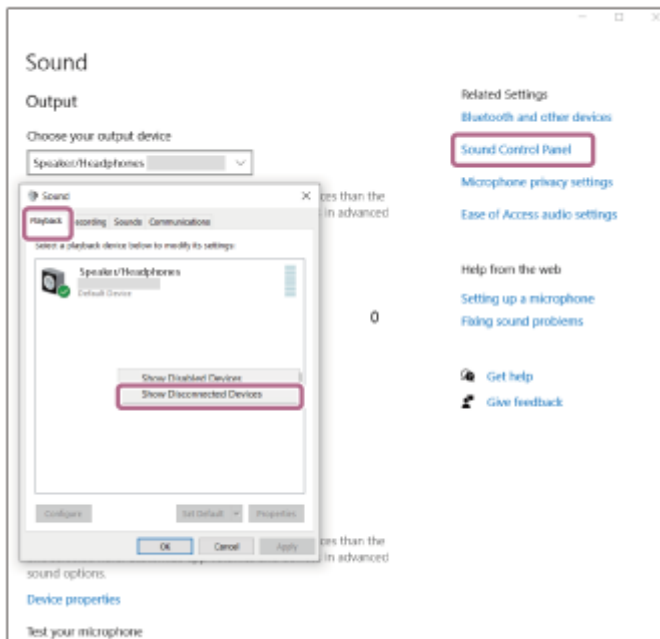 Sound
Output
Choose your output device
Speaker/Headphones
Sound
Playback Recording Sounds Communications
Select a playback device below to modify its settings:
Speaker/Headphones
Default Device
Show Disabled Devices
Show Disconnected Devices
Configure Set Default Properties
OK Cancel Apply
ces than the
in advanced
0
ces than the
in advanced
sound options.
Device properties
Test your microphone
Related Settings
Bluetooth and other devices
Sound Control Panel
Microphone privacy settings
Ease of Access audio settings
Help from the web
Setting up a microphone
Fixing sound problems
Get help
Give feedback